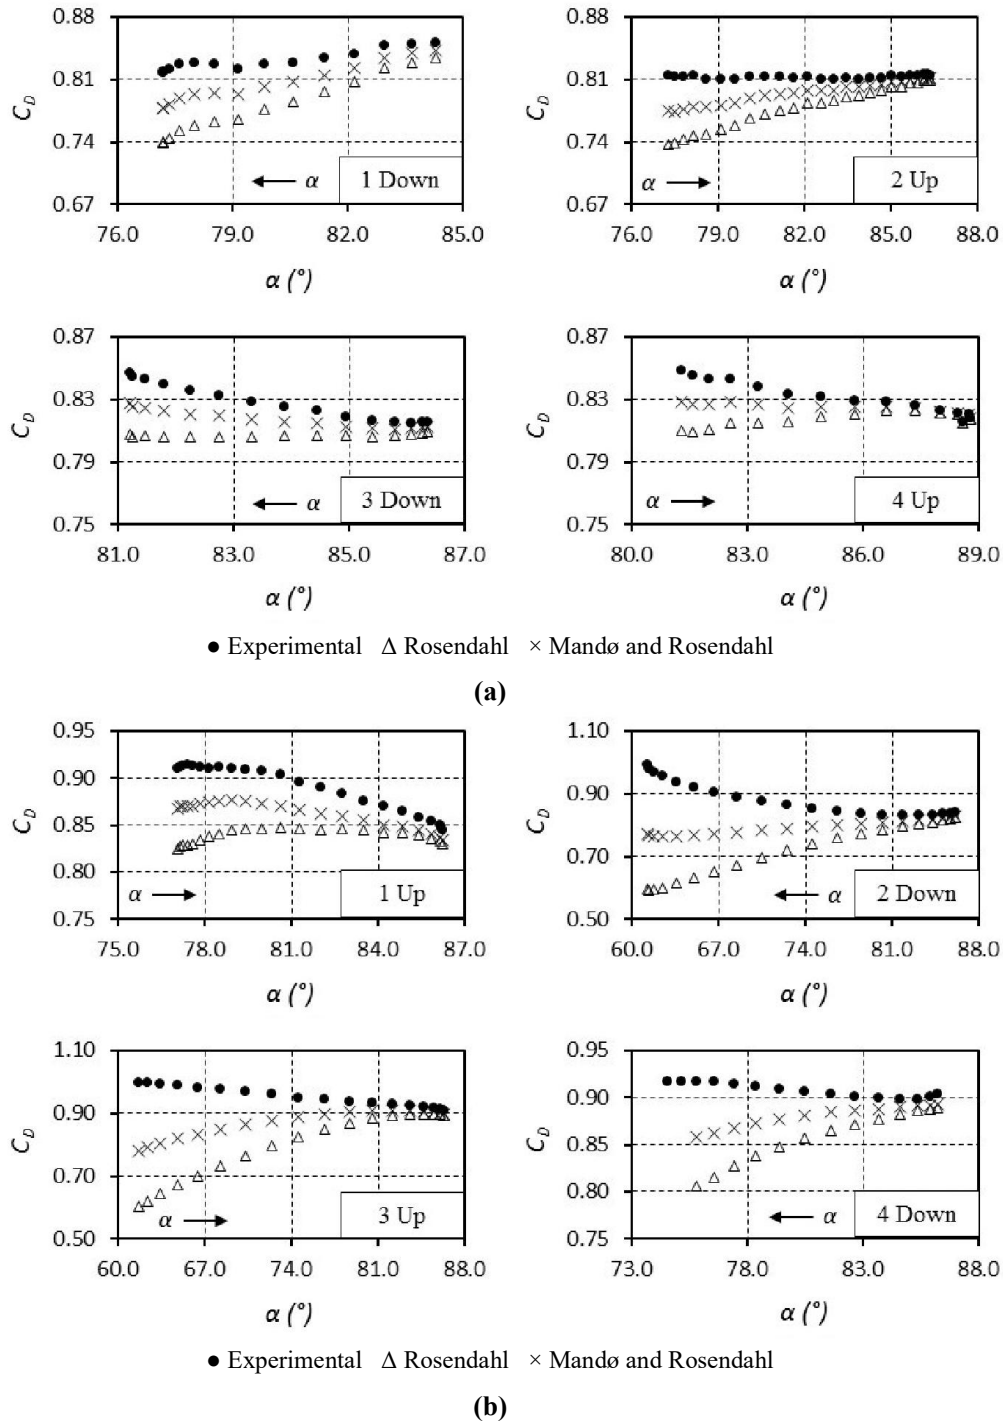 0.88
0.81
0.74
0.67
C_D
α
1 Down
76.0 79.0 82.0 85.0
α (°)
0.88
0.81
0.74
0.67
C_D
α
2 Up
76.0 79.0 82.0 85.0 88.0
α (°)
0.87
0.83
0.79
0.75
C_D
α
3 Down
81.0 83.0 85.0 87.0
α (°)
0.87
0.83
0.79
0.75
C_D
α
4 Up
80.0 83.0 86.0 89.0
α (°)
● Experimental Δ Rosendahl × Mandø and Rosendahl
(a)
0.95
0.90
0.85
0.80
0.75
C_D
α
1 Up
75.0 78.0 81.0 84.0 87.0
α (°)
1.10
0.90
0.70
0.50
C_D
α
2 Down
60.0 67.0 74.0 81.0 88.0
α (°)
1.10
0.90
0.70
0.50
C_D
α
3 Up
60.0 67.0 74.0 81.0 88.0
α (°)
0.95
0.90
0.85
0.80
0.75
C_D
α
4 Down
73.0 78.0 83.0 88.0
α (°)
● Experimental Δ Rosendahl × Mandø and Rosendahl
(b)